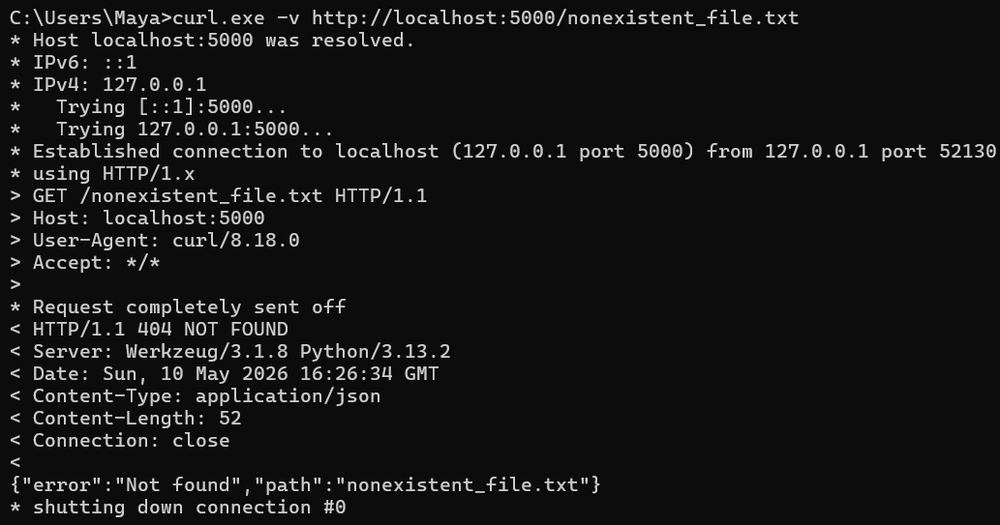 C:\Users\Maya>curl.exe -v http://localhost:5000/nonexistent_file.txt
* Host localhost:5000 was resolved.
* IPv6: ::1
* IPv4: 127.0.0.1
*   Trying [::1]:5000...
*   Trying 127.0.0.1:5000...
* Established connection to localhost (127.0.0.1 port 5000) from 127.0.0.1 port 52130
* using HTTP/1.x
> GET /nonexistent_file.txt HTTP/1.1
> Host: localhost:5000
> User-Agent: curl/8.18.0
> Accept: */*
>
* Request completely sent off
< HTTP/1.1 404 NOT FOUND
< Server: Werkzeug/3.1.8 Python/3.13.2
< Date: Sun, 10 May 2026 16:26:34 GMT
< Content-Type: application/json
< Content-Length: 52
< Connection: close
<
{"error":"Not found","path":"nonexistent_file.txt"}
* shutting down connection #0